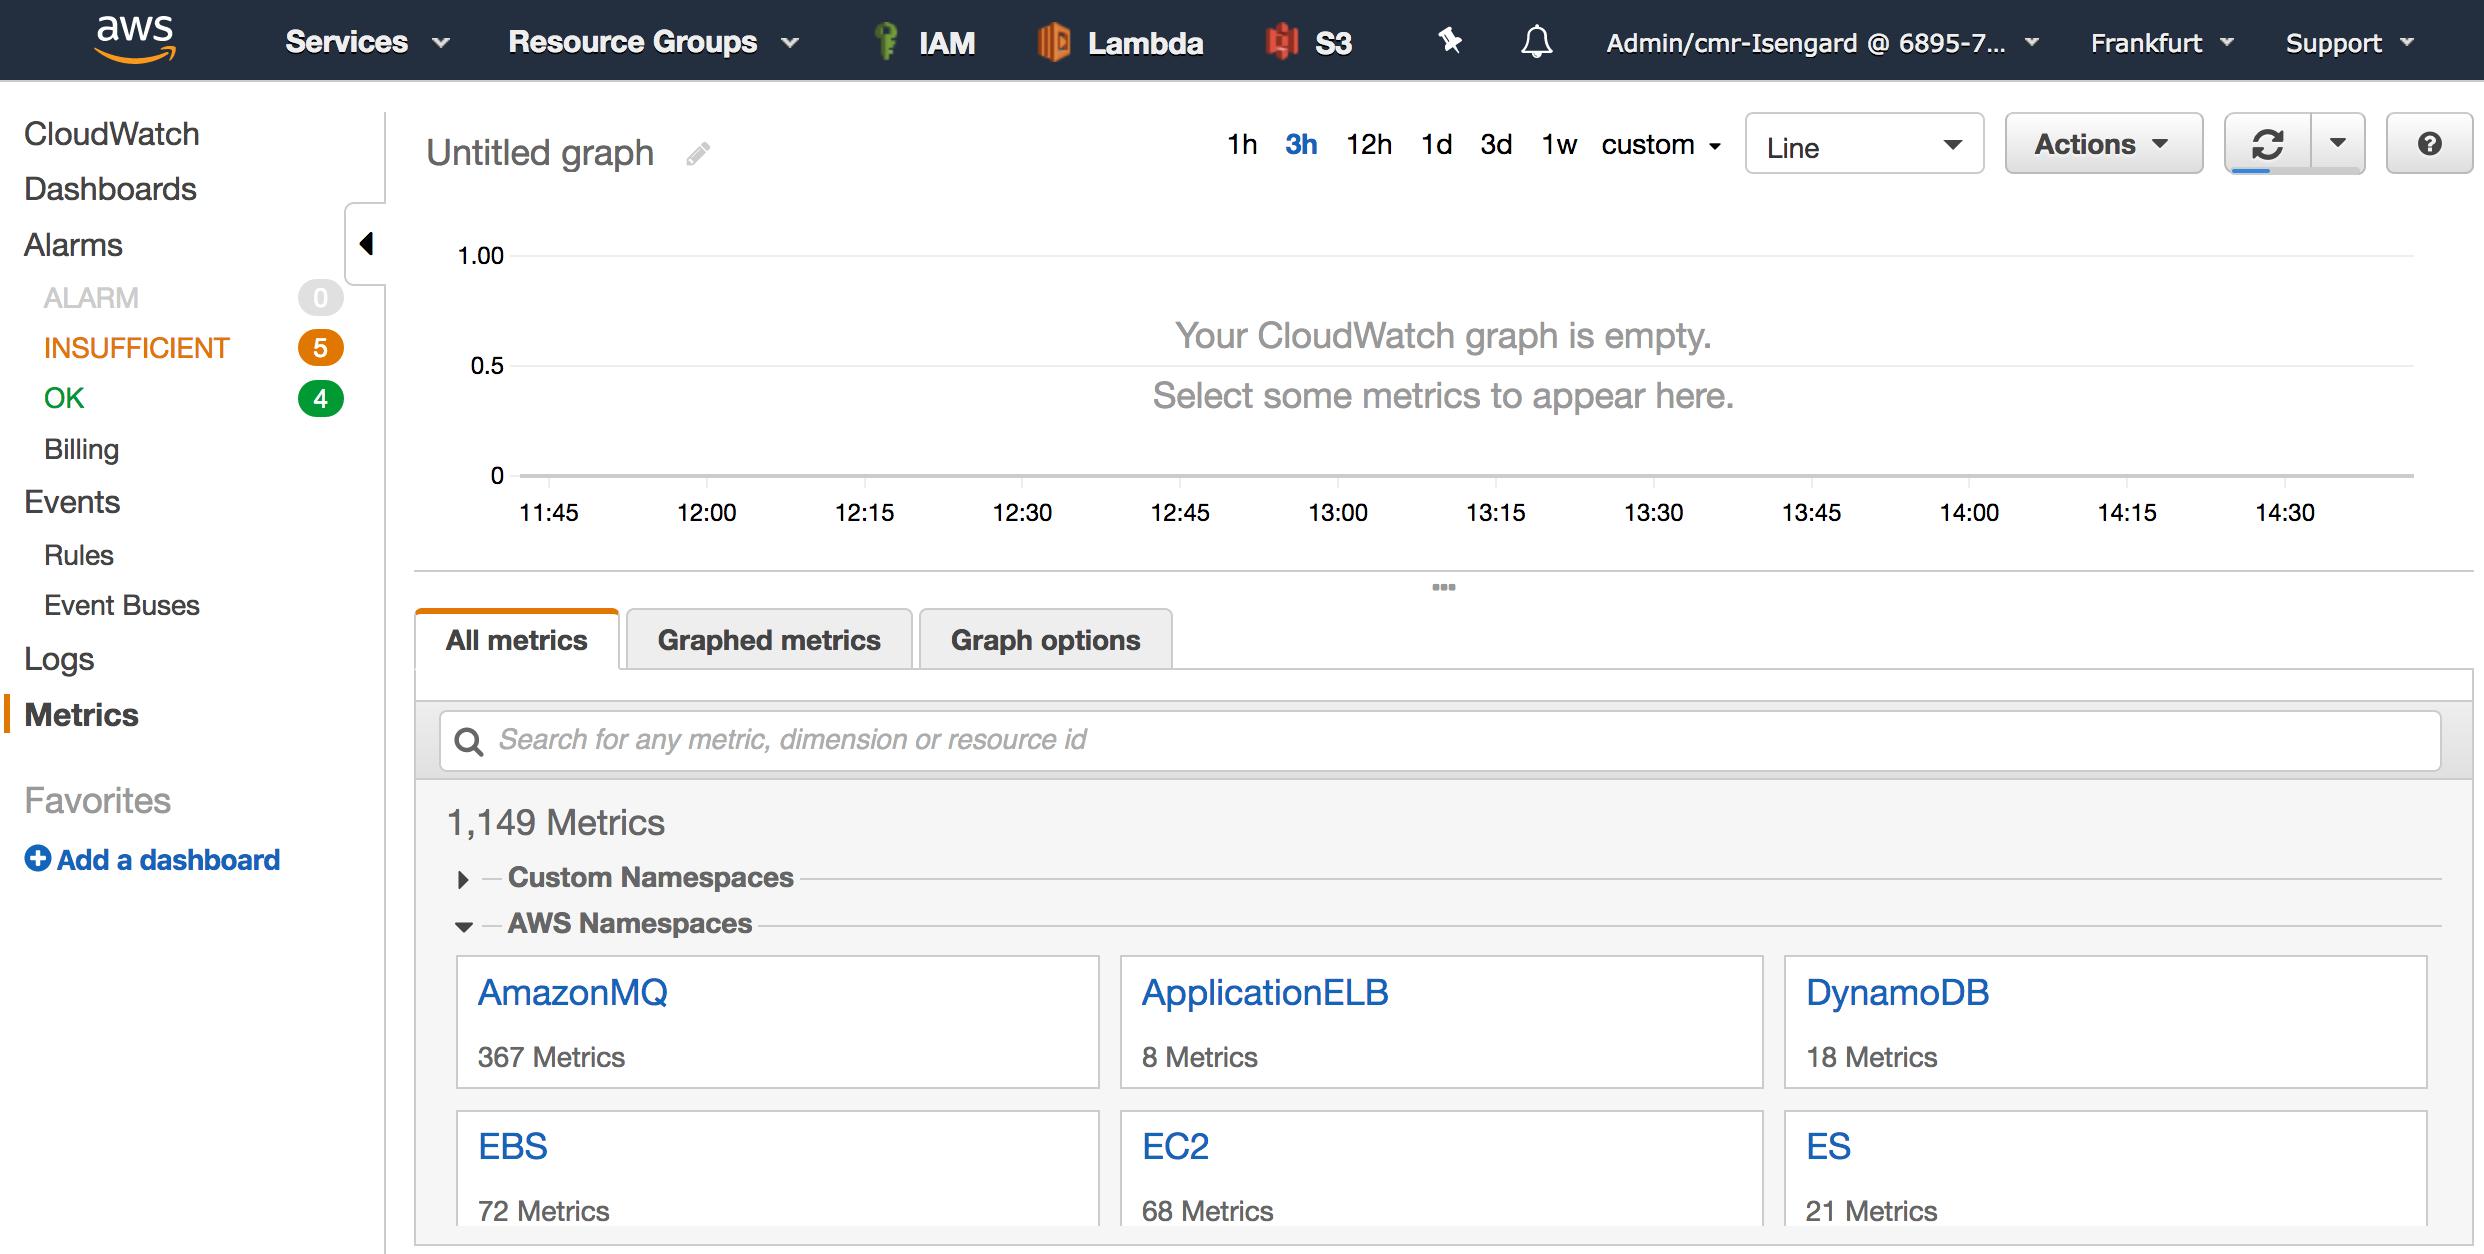 aws Services Resource Groups IAM Lambda S3 Admin/cmr-Isengard @ 6895-7... Frankfurt Support
CloudWatch
Dashboards
Alarms
ALARM 0
INSUFFICIENT 5
OK 4
Billing
Events
Rules
Event Buses
Logs
Metrics
Favorites
Add a dashboard
Untitled graph 1h 3h 12h 1d 3d 1w custom Line Actions ?
1.00
Your CloudWatch graph is empty.
0.5
Select some metrics to appear here.
0
11:45 12:00 12:15 12:30 12:45 13:00 13:15 13:30 13:45 14:00 14:15 14:30
All metrics Graphed metrics Graph options
Search for any metric, dimension or resource id
1,149 Metrics
Custom Namespaces
AWS Namespaces
AmazonMQ ApplicationELB DynamoDB
367 Metrics 8 Metrics 18 Metrics
EBS EC2 ES
72 Metrics 68 Metrics 21 Metrics